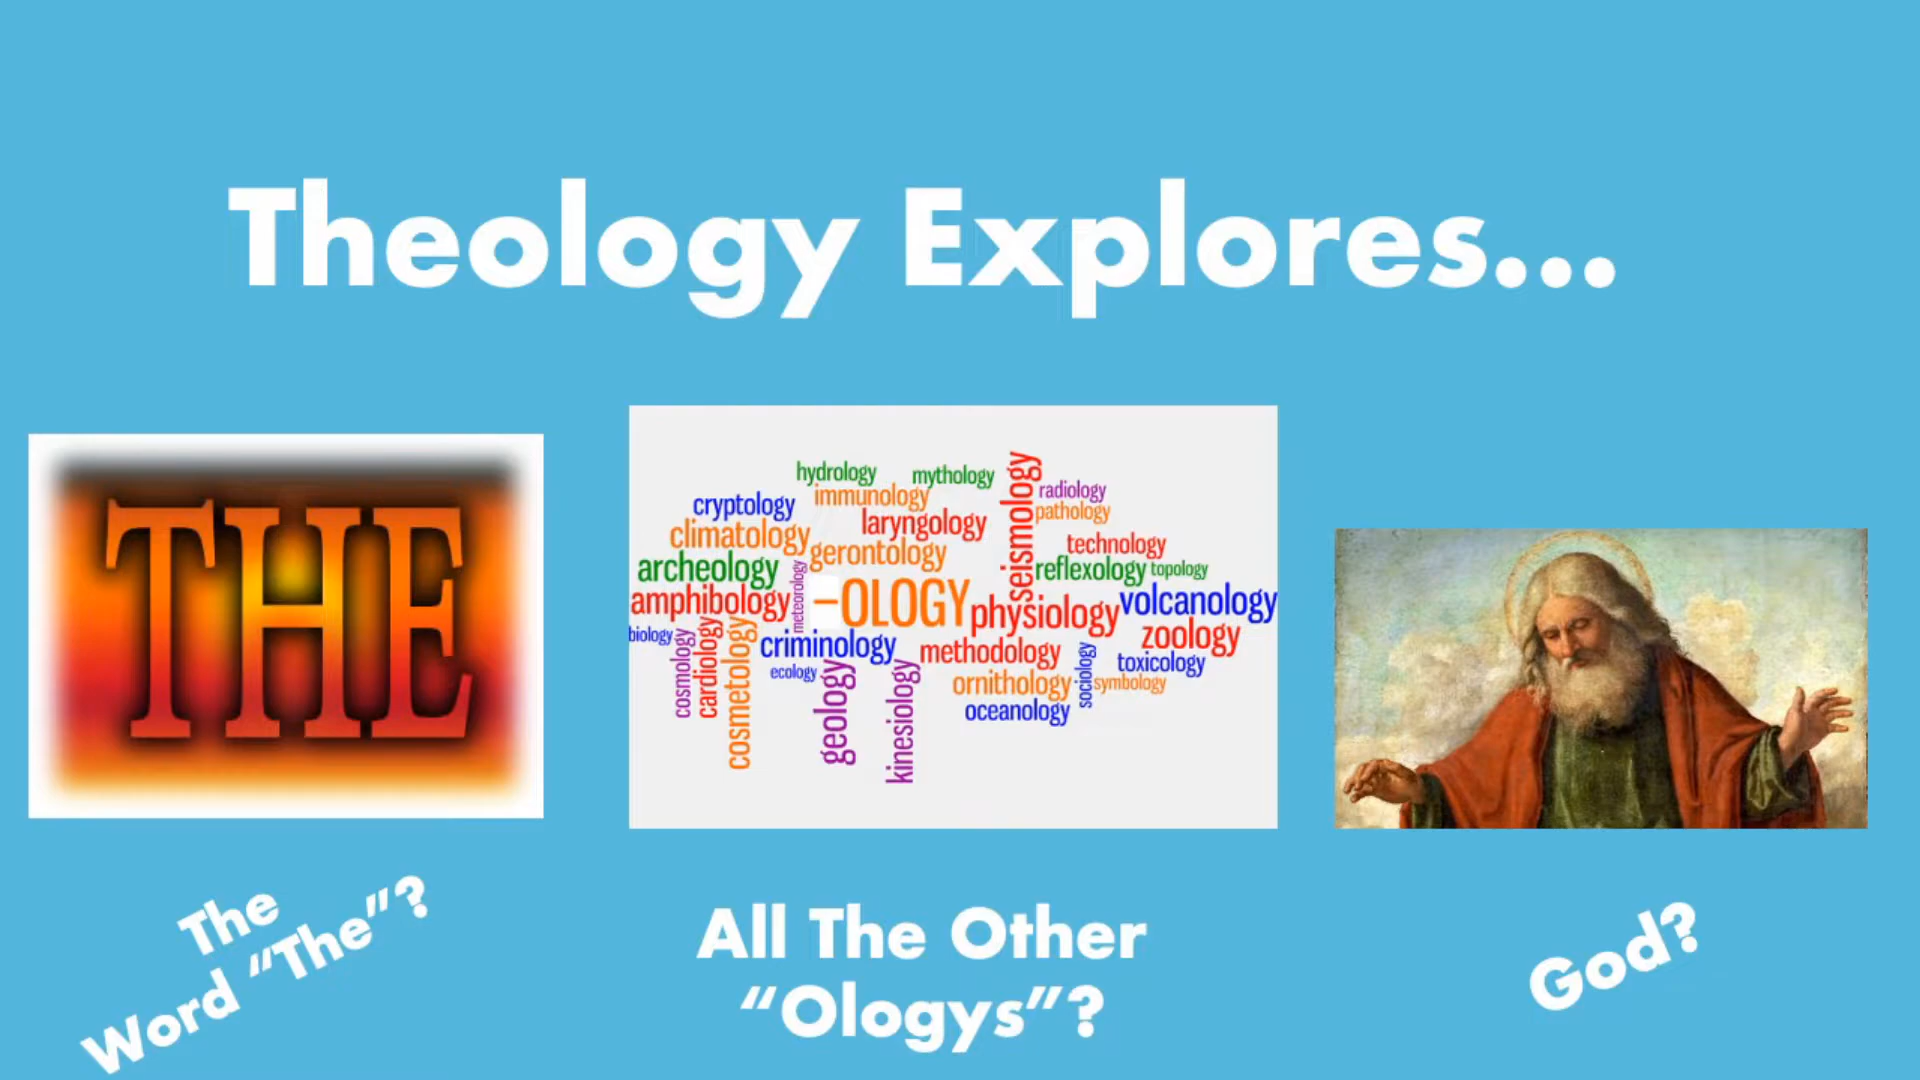 Theology Explores...
THE
hydrology
mythology
seismology
radiology
cryptology
immunology
pathology
climatology
laryngology
technology
archeology
gerontology
reflexology
topology
meteorology
amphibology
–OLOGY
physiology
volcanology
biology
cosmology
cardiology
cosmetology
criminology
methodology
zoology
ecology
geology
kinesiology
ornithology
sociology
toxicology
symbology
oceanology
The
Word “The”?
All The Other
“Ologys”?
God?